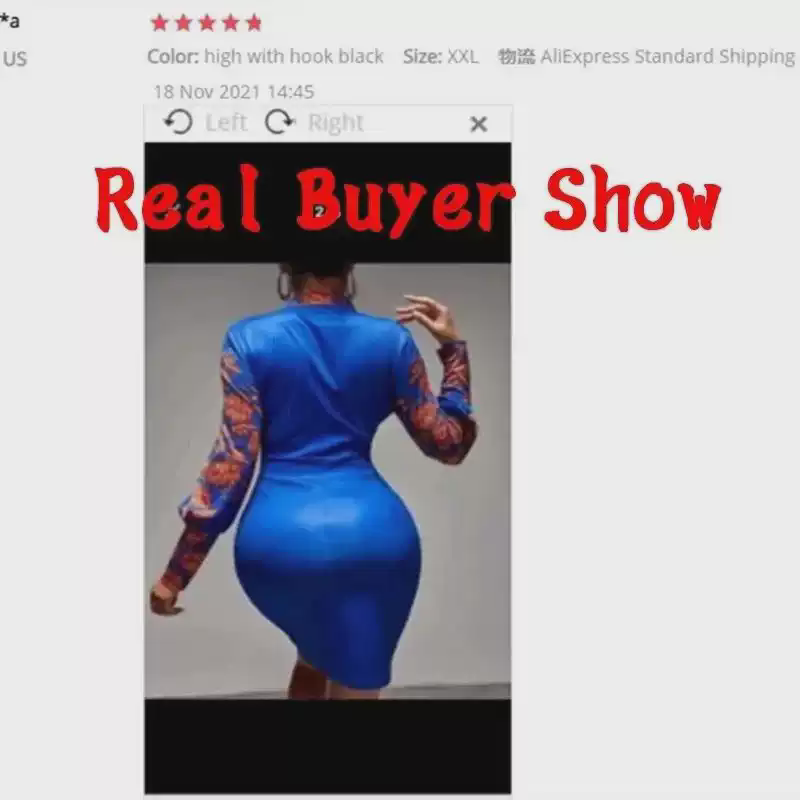 *a
US
Color: high with hook black Size: XXL 物流 AliExpress Standard Shipping
18 Nov 2021 14:45
Left Right ×
Real Buyer Show